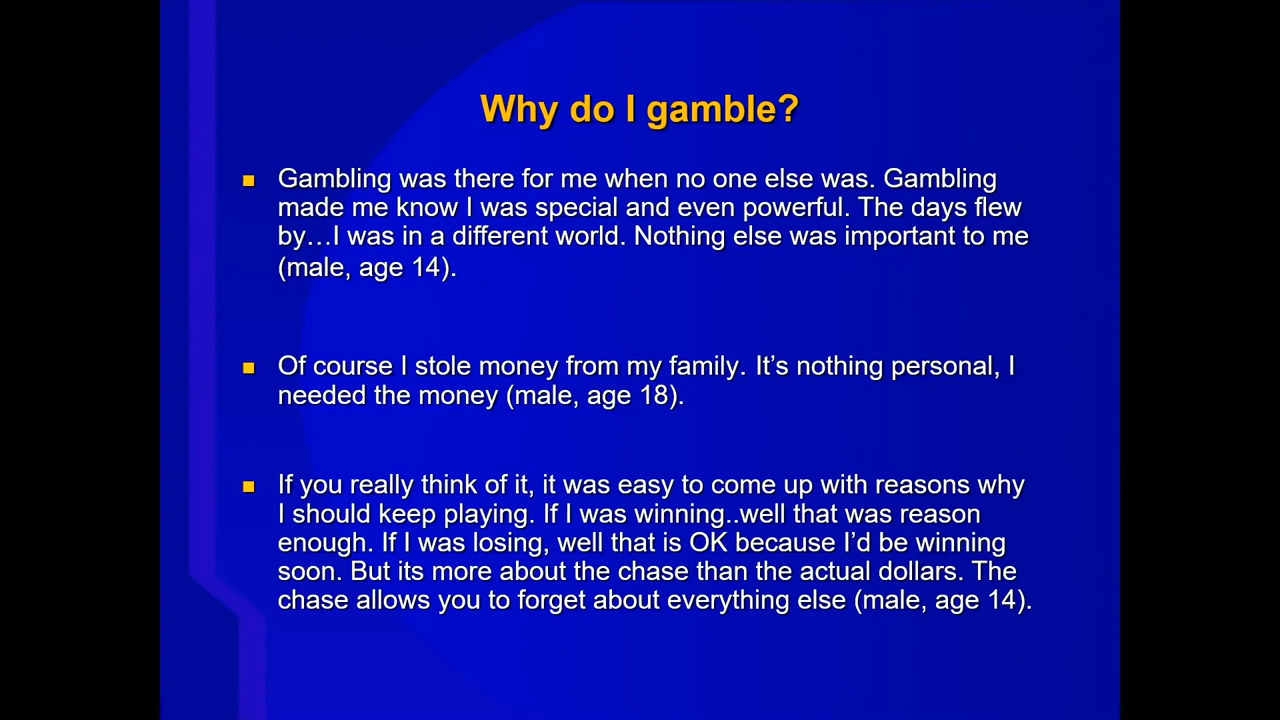 Why do I gamble?
Gambling was there for me when no one else was. Gambling
made me know I was special and even powerful. The days flew
by…I was in a different world. Nothing else was important to me
(male, age 14).
Of course I stole money from my family. It’s nothing personal, I
needed the money (male, age 18).
If you really think of it, it was easy to come up with reasons why
I should keep playing. If I was winning..well that was reason
enough. If I was losing, well that is OK because I’d be winning
soon. But its more about the chase than the actual dollars. The
chase allows you to forget about everything else (male, age 14).